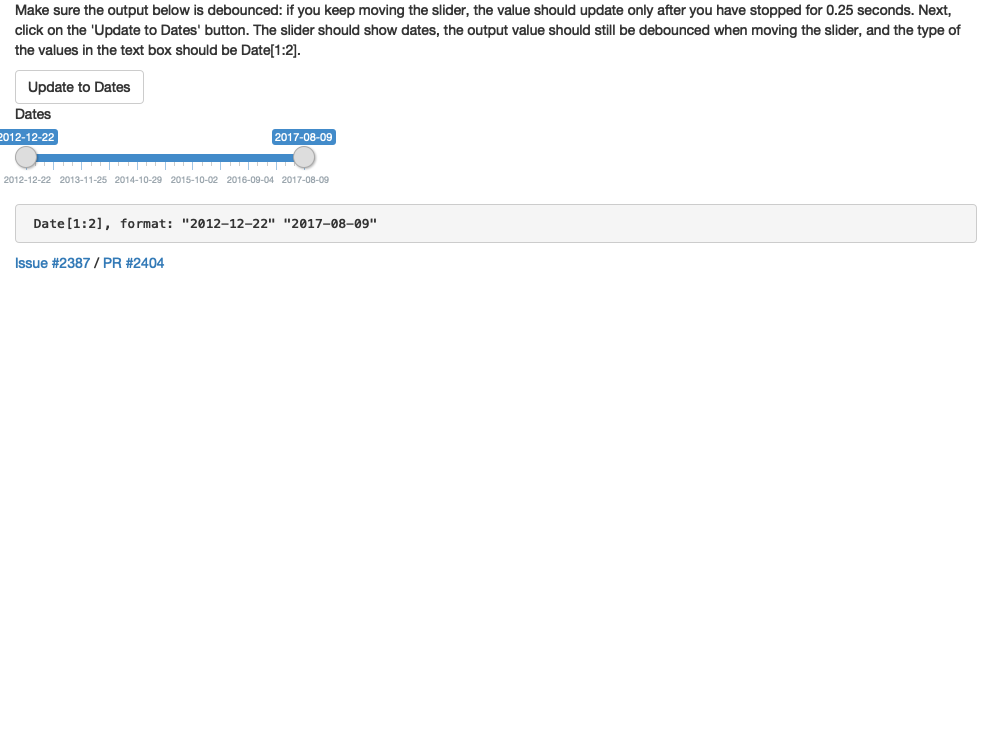 Make sure the output below is debounced: if you keep moving the slider, the value should update only after you have stopped for 0.25 seconds. Next,
click on the 'Update to Dates' button. The slider should show dates, the output value should still be debounced when moving the slider, and the type of
the values in the text box should be Date[1:2].
Update to Dates
Dates
2012-12-22 2017-08-09
2012-12-22 2013-11-25 2014-10-29 2015-10-02 2016-09-04 2017-08-09
Date[1:2], format: "2012-12-22" "2017-08-09"
Issue #2387 / PR #2404